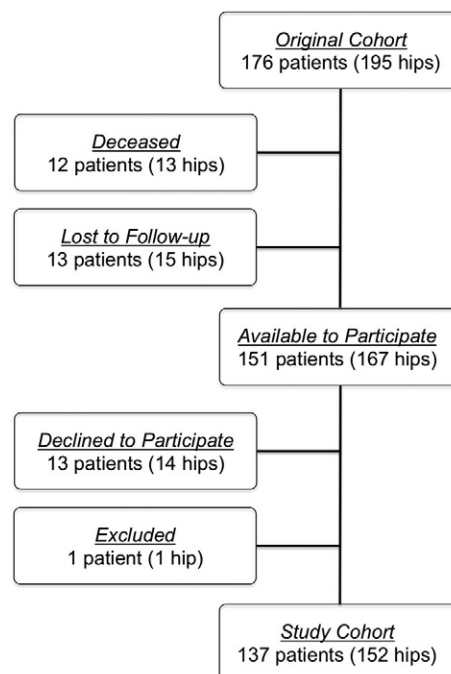 Original Cohort
176 patients (195 hips)
Deceased
12 patients (13 hips)
Lost to Follow-up
13 patients (15 hips)
Available to Participate
151 patients (167 hips)
Declined to Participate
13 patients (14 hips)
Excluded
1 patient (1 hip)
Study Cohort
137 patients (152 hips)